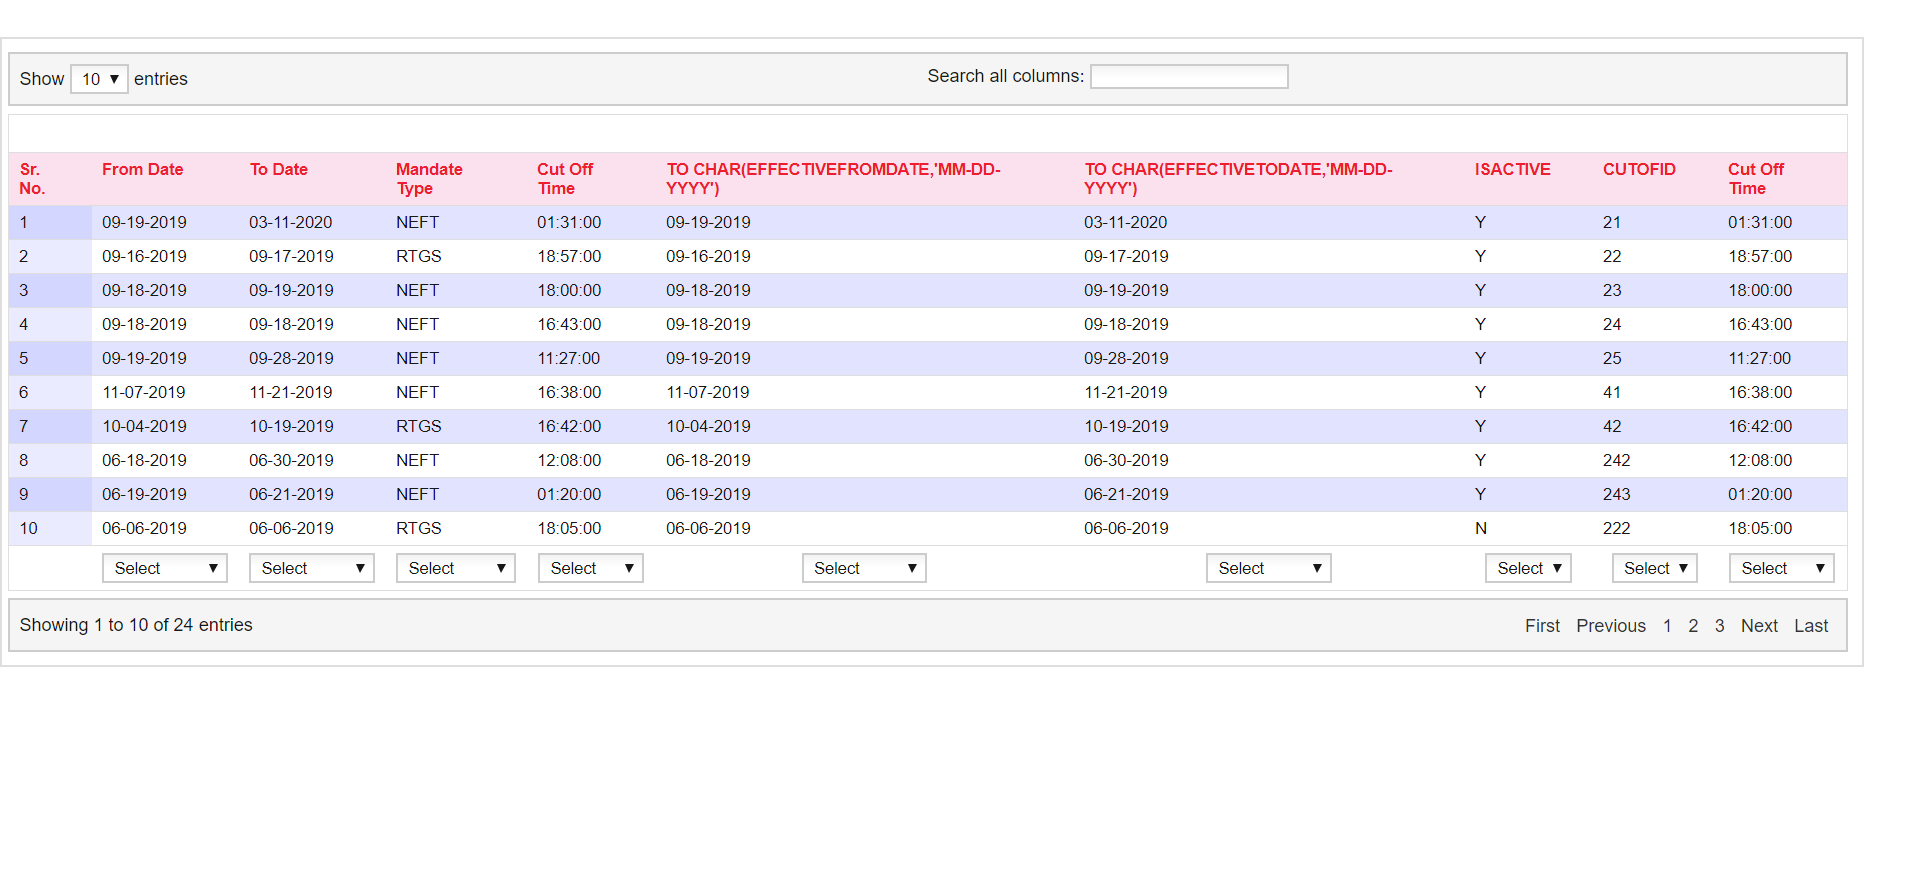 Show 10 ▼ entries Search all columns:
Sr. No. From Date To Date Mandate Type Cut Off Time TO CHAR(EFFECTIVEFROMDATE,'MM-DD-YYYY') TO CHAR(EFFECTIVETODATE,'MM-DD-YYYY') ISACTIVE CUTOFID Cut Off Time
1 09-19-2019 03-11-2020 NEFT 01:31:00 09-19-2019 03-11-2020 Y 21 01:31:00
2 09-16-2019 09-17-2019 RTGS 18:57:00 09-16-2019 09-17-2019 Y 22 18:57:00
3 09-18-2019 09-19-2019 NEFT 18:00:00 09-18-2019 09-19-2019 Y 23 18:00:00
4 09-18-2019 09-18-2019 NEFT 16:43:00 09-18-2019 09-18-2019 Y 24 16:43:00
5 09-19-2019 09-28-2019 NEFT 11:27:00 09-19-2019 09-28-2019 Y 25 11:27:00
6 11-07-2019 11-21-2019 NEFT 16:38:00 11-07-2019 11-21-2019 Y 41 16:38:00
7 10-04-2019 10-19-2019 RTGS 16:42:00 10-04-2019 10-19-2019 Y 42 16:42:00
8 06-18-2019 06-30-2019 NEFT 12:08:00 06-18-2019 06-30-2019 Y 242 12:08:00
9 06-19-2019 06-21-2019 NEFT 01:20:00 06-19-2019 06-21-2019 Y 243 01:20:00
10 06-06-2019 06-06-2019 RTGS 18:05:00 06-06-2019 06-06-2019 N 222 18:05:00
Select ▼ Select ▼ Select ▼ Select ▼ Select ▼ Select ▼ Select ▼ Select ▼ Select ▼
Showing 1 to 10 of 24 entries First Previous 1 2 3 Next Last